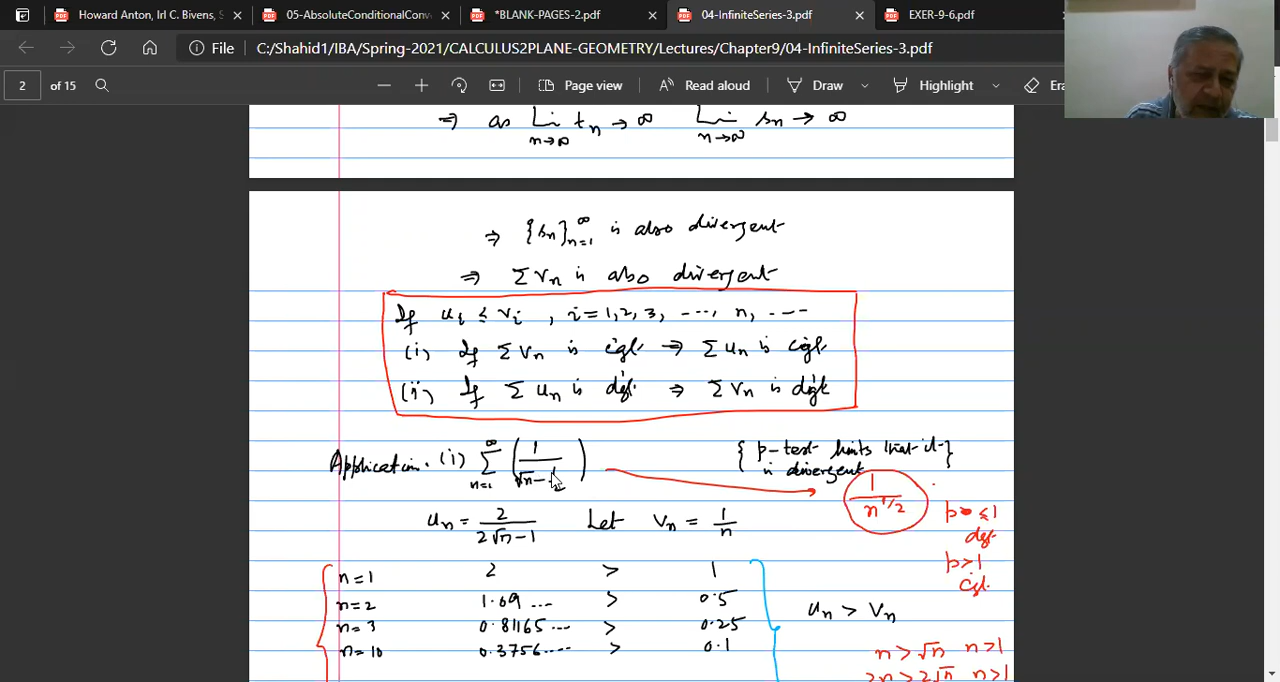 Howard Anton, Irl C. Bivens, S
05-AbsoluteConditionalConv
*BLANK-PAGES-2.pdf
04-InfiniteSeries-3.pdf
EXER-9-6.pdf
File C:/Shahid1/IBA/Spring-2021/CALCULUS2PLANE-GEOMETRY/Lectures/Chapter9/04-InfiniteSeries-3.pdf
2 of 15 Page view Read aloud Draw Highlight Era
⇒ as Lim n→∞ tn → ∞ Lim n→∞ sn → ∞
⇒ {sn}∞n=1 is also divergent
⇒ Σ vn is also divergent
If ui ≤ vi , i = 1, 2, 3, ---, n, ----
(i) If Σ vn is cgt ⇒ Σ un is cgt
(ii) If Σ un is dgt ⇒ Σ vn is dgt
Application. (i) ∞Σn=1 (1/(√n - )) { p-test hints that it is divergent }
1/n^1/2
un = 2/(2√n-1) Let vn = 1/n
p ≤ 1
dgt
p>1
cgt
n=1 2 > 1
n=2 1.09 ... > 0.5
n=3 0.81165 ... > 0.25
n=10 0.3756 .... > 0.1
un > vn
n > √n n>1
2n > 2√n n>1